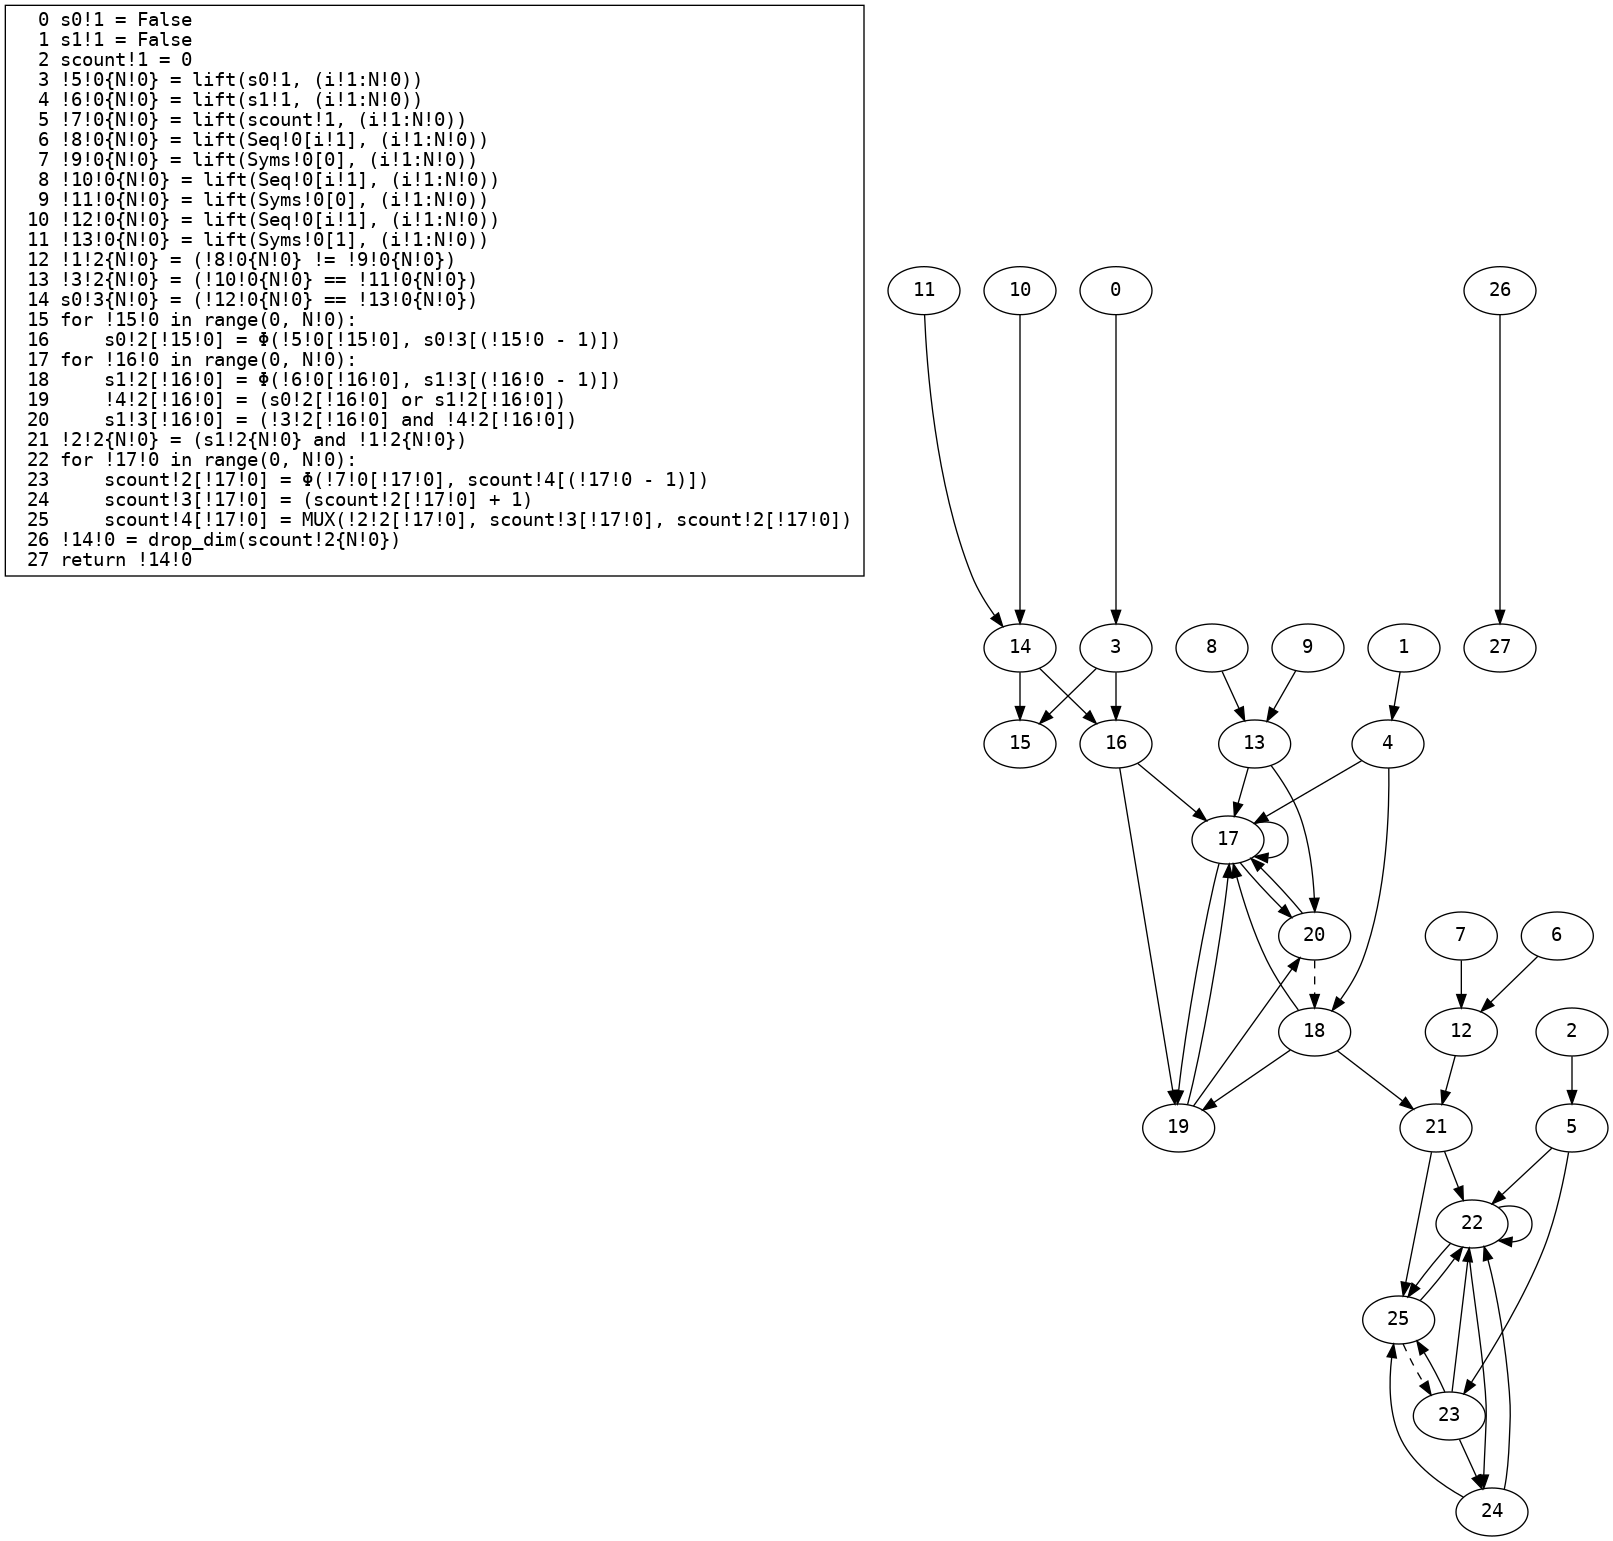 0 s0!1 = False
1 s1!1 = False
2 scount!1 = 0
3 !5!0{N!0} = lift(s0!1, (i!1:N!0))
4 !6!0{N!0} = lift(s1!1, (i!1:N!0))
5 !7!0{N!0} = lift(scount!1, (i!1:N!0))
6 !8!0{N!0} = lift(Seq!0[i!1], (i!1:N!0))
7 !9!0{N!0} = lift(Syms!0[0], (i!1:N!0))
8 !10!0{N!0} = lift(Seq!0[i!1], (i!1:N!0))
9 !11!0{N!0} = lift(Syms!0[0], (i!1:N!0))
10 !12!0{N!0} = lift(Seq!0[i!1], (i!1:N!0))
11 !13!0{N!0} = lift(Syms!0[1], (i!1:N!0))
12 !1!2{N!0} = (!8!0{N!0} != !9!0{N!0})
13 !3!2{N!0} = (!10!0{N!0} == !11!0{N!0})
14 s0!3{N!0} = (!12!0{N!0} == !13!0{N!0})
15 for !15!0 in range(0, N!0):
16     s0!2[!15!0] = Φ(!5!0[!15!0], s0!3[(!15!0 - 1)])
17 for !16!0 in range(0, N!0):
18     s1!2[!16!0] = Φ(!6!0[!16!0], s1!3[(!16!0 - 1)])
19     !4!2[!16!0] = (s0!2[!16!0] or s1!2[!16!0])
20     s1!3[!16!0] = (!3!2[!16!0] and !4!2[!16!0])
21 !2!2{N!0} = (s1!2{N!0} and !1!2{N!0})
22 for !17!0 in range(0, N!0):
23     scount!2[!17!0] = Φ(!7!0[!17!0], scount!4[(!17!0 - 1)])
24     scount!3[!17!0] = (scount!2[!17!0] + 1)
25     scount!4[!17!0] = MUX(!2!2[!17!0], scount!3[!17!0], scount!2[!17!0])
26 !14!0 = drop_dim(scount!2{N!0})
27 return !14!0
11 10 0 26
14 3 8 9 1 27
15 16 13 4
17
20 7 6
18 12 2
19 21 5
22
25
23
24